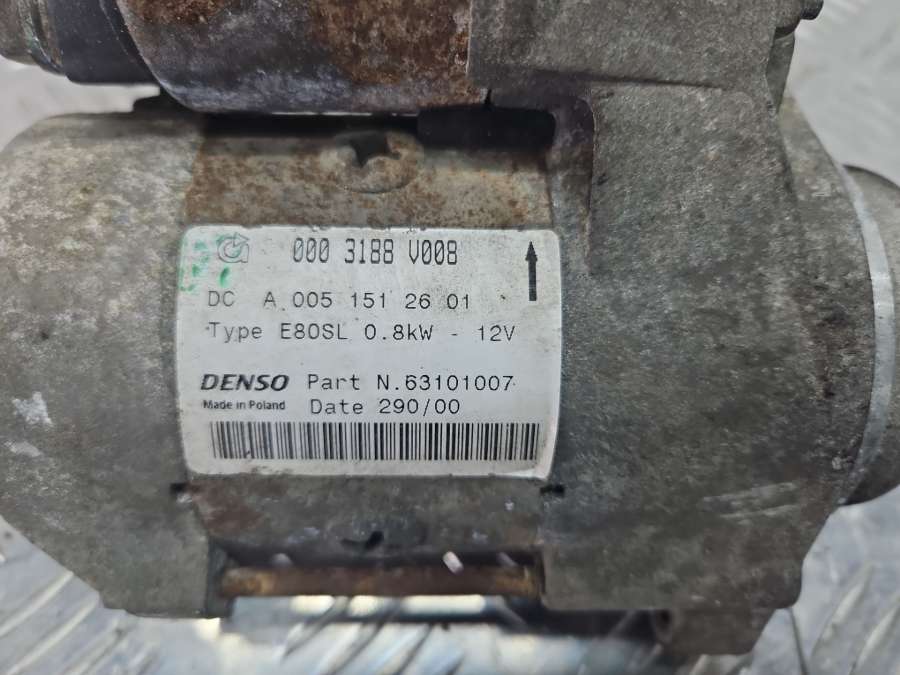 000 3188 V008
DC A 005 151 26 01
Type E80SL 0.8kW - 12V
DENSO Part N.63101007
Made in Poland Date 290/00